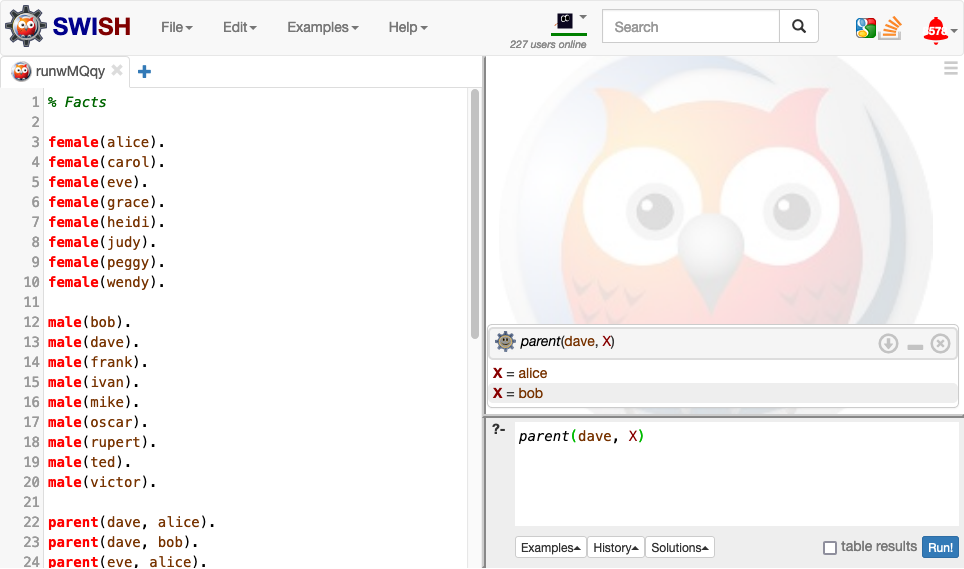 SWISH File Edit Examples Help 227 users online Search 576
runwMQqy
1 % Facts
2
3 female(alice).
4 female(carol).
5 female(eve).
6 female(grace).
7 female(heidi).
8 female(judy).
9 female(peggy).
10 female(wendy).
11
12 male(bob).
13 male(dave).
14 male(frank).
15 male(ivan).
16 male(mike).
17 male(oscar).
18 male(rupert).
19 male(ted).
20 male(victor).
21
22 parent(dave, alice).
23 parent(dave, bob).
24 parent(eve, alice).
parent(dave, X)
X = alice
X = bob
?- parent(dave, X)
Examples History Solutions table results Run!